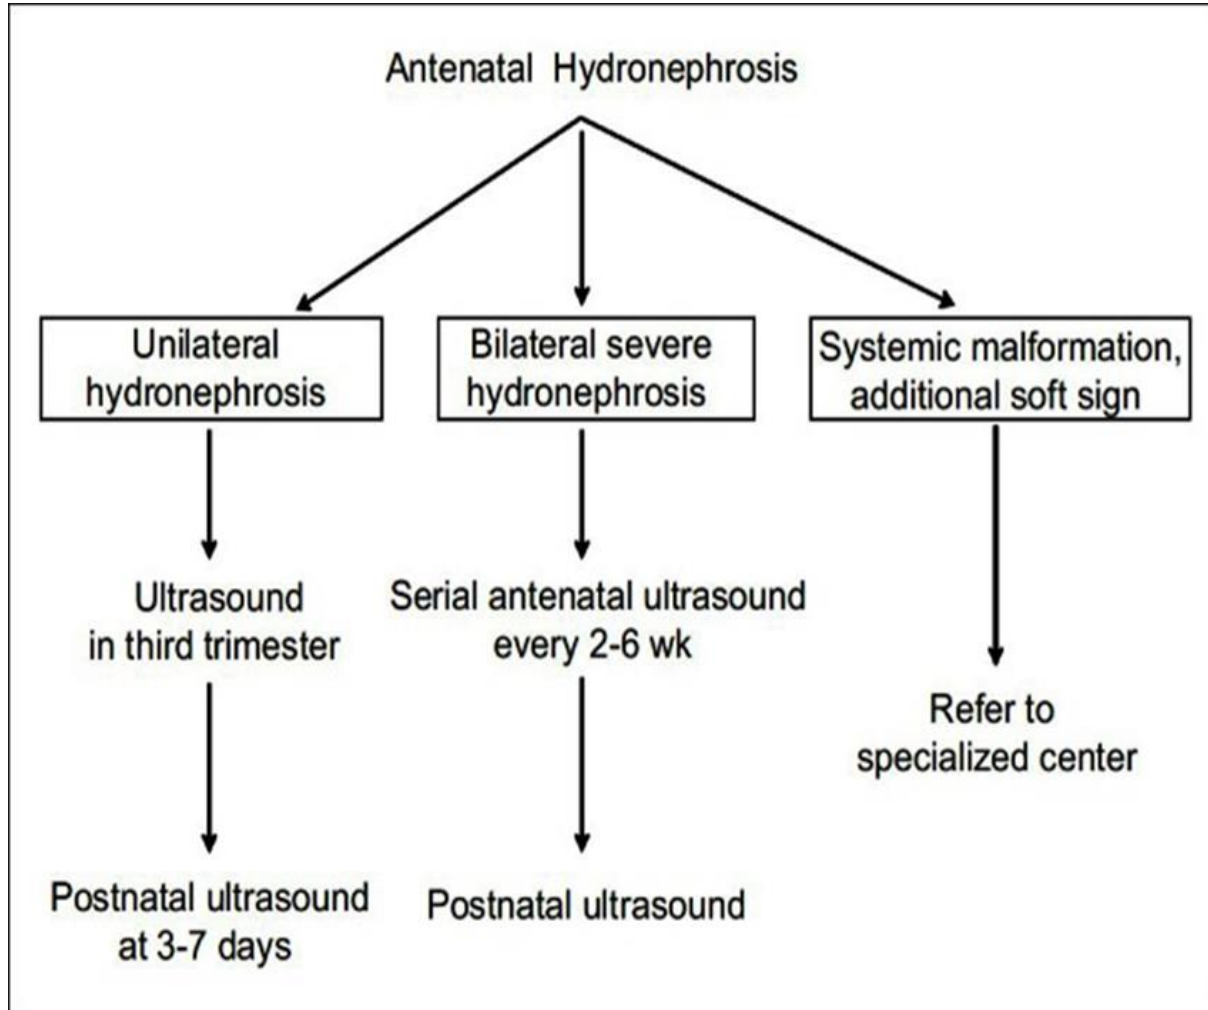 Antenatal Hydronephrosis
Unilateral
hydronephrosis
Bilateral severe
hydronephrosis
Systemic malformation,
additional soft sign
Ultrasound
in third trimester
Serial antenatal ultrasound
every 2-6 wk
Refer to
specialized center
Postnatal ultrasound
at 3-7 days
Postnatal ultrasound